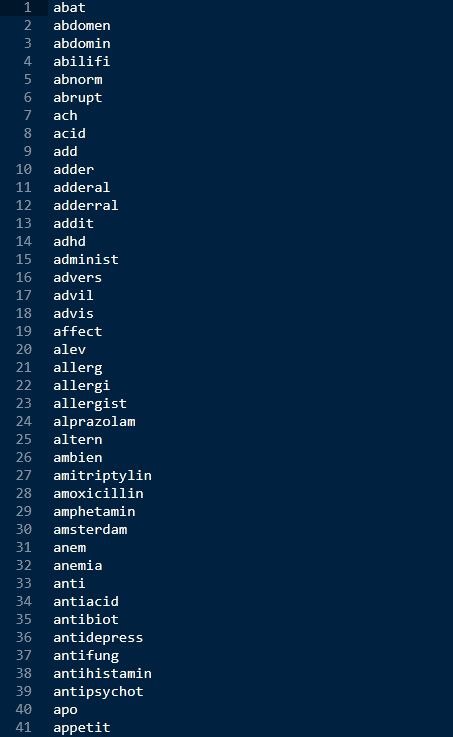 1 abat
2 abdomen
3 abdomin
4 abilifi
5 abnorm
6 abrupt
7 ach
8 acid
9 add
10 adder
11 adderal
12 adderral
13 addit
14 adhd
15 administ
16 advers
17 advil
18 advis
19 affect
20 alev
21 allerg
22 allergi
23 allergist
24 alprazolam
25 altern
26 ambien
27 amitriptylin
28 amoxicillin
29 amphetamin
30 amsterdam
31 anem
32 anemia
33 anti
34 antiacid
35 antibiot
36 antidepress
37 antifung
38 antihistamin
39 antipsychot
40 apo
41 appetit